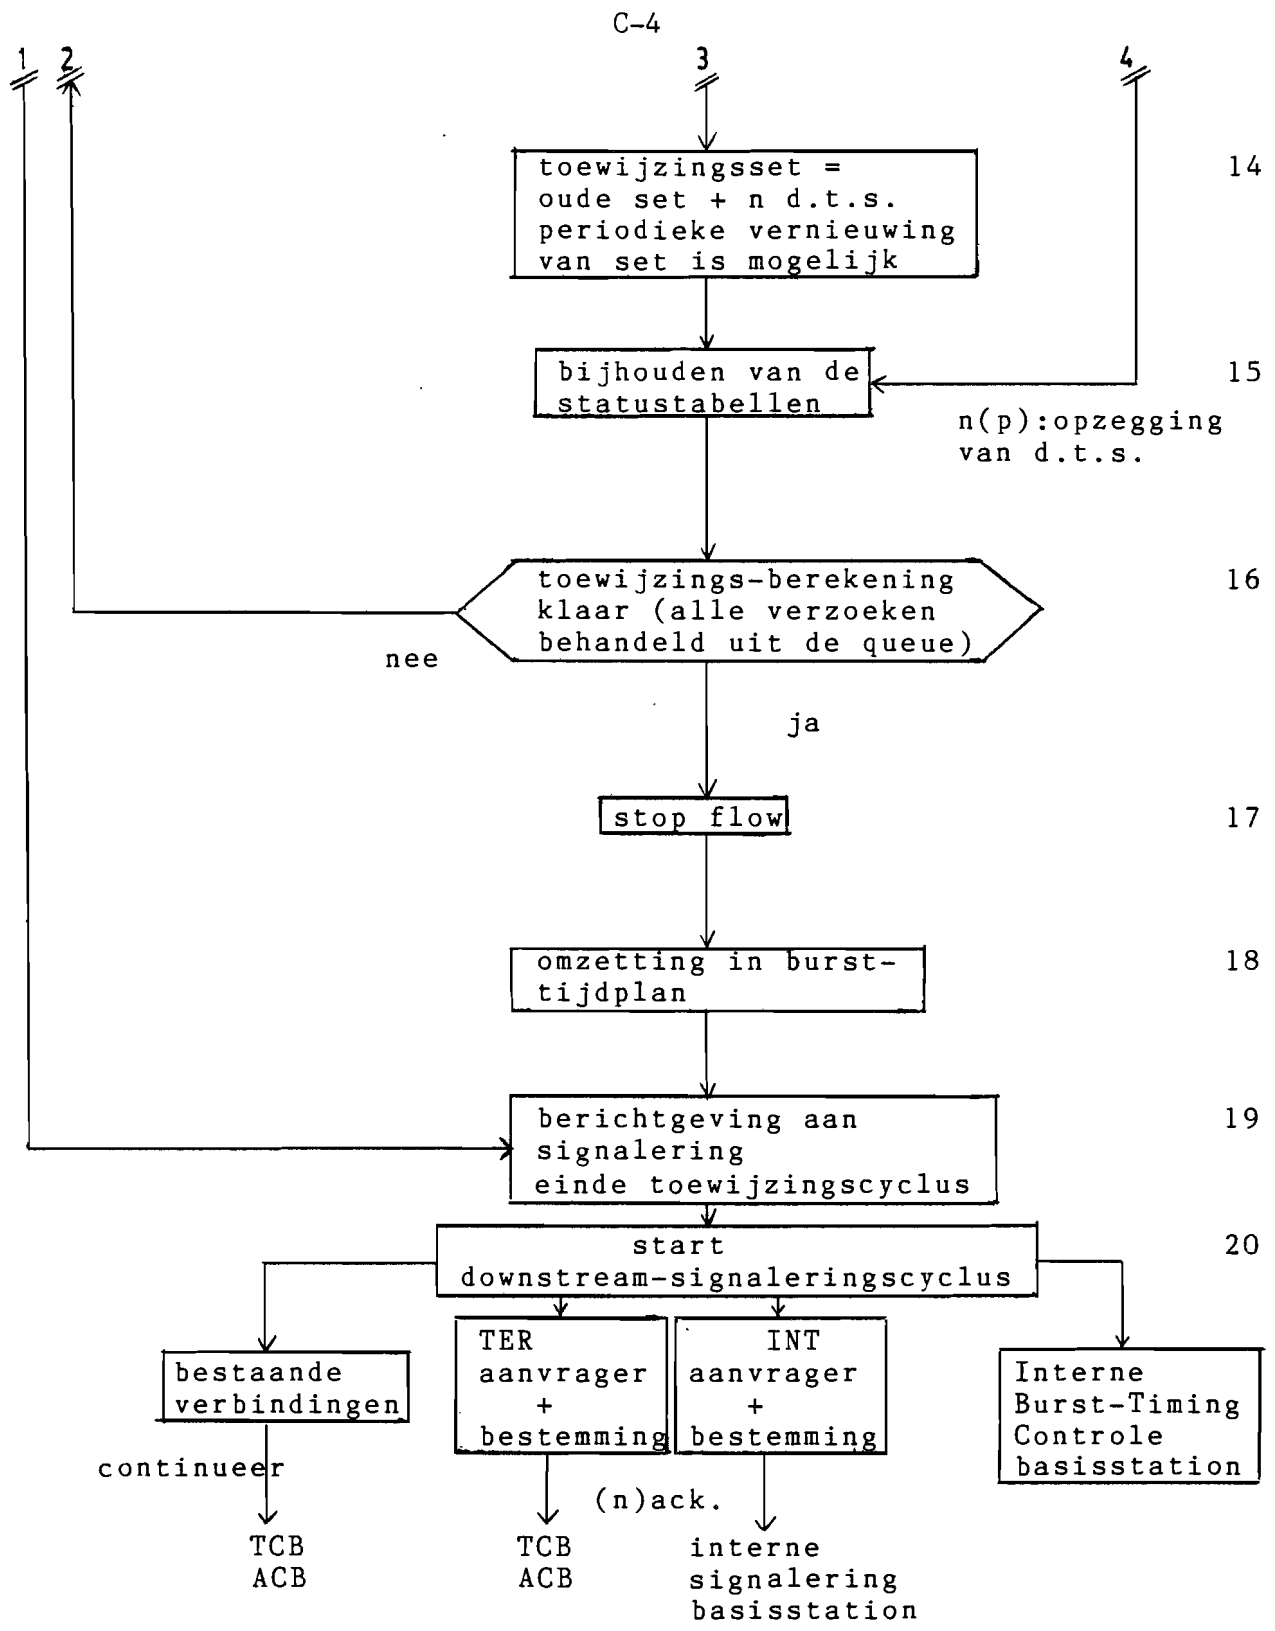 C-4
1 2 3 4
toewijzingsset =
oude set + n d.t.s.
periodieke vernieuwing
van set is mogelijk
14
bijhouden van de
statustabellen
15
n(p):opzegging
van d.t.s.
toewijzings-berekening
klaar (alle verzoeken
behandeld uit de queue)
16
nee
ja
stop flow
17
omzetting in burst-
tijdplan
18
berichtgeving aan
signalering
einde toewijzingscyclus
19
start
downstream-signaleringscyclus
20
bestaande
verbindingen
TER
aanvrager
+
bestemming
INT
aanvrager
+
bestemming
Interne
Burst-Timing
Controle
basisstation
continueer
(n)ack.
TCB
ACB
TCB
ACB
interne
signalering
basisstation